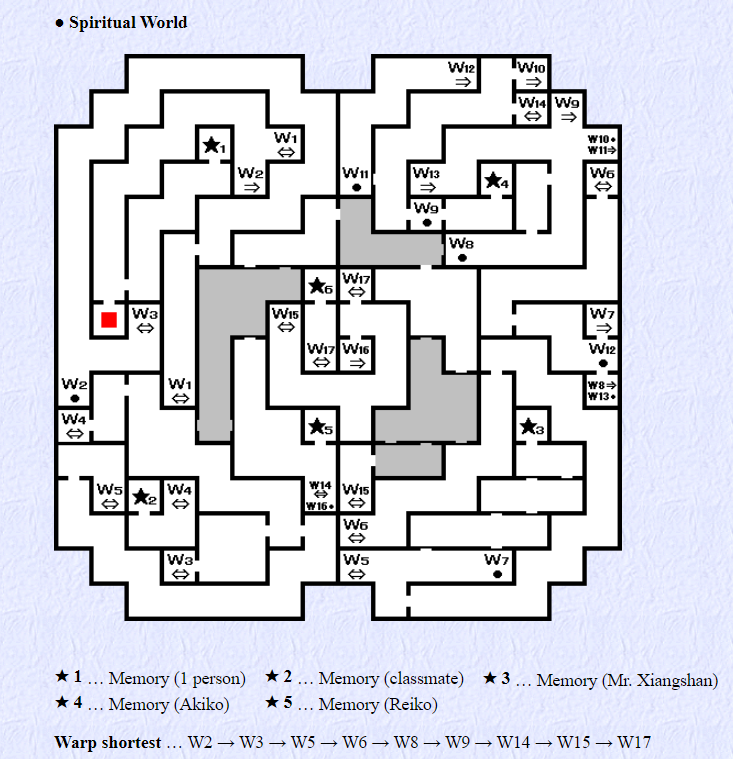 ● Spiritual World
W12 ⇒ W10 ⇒
W14 ⇔ W9 ⇒
★1 W1 ⇔ W10●
W11⇒
W2 ⇒ W11 ● W13 ⇒ ★4 W6 ⇔
W9 ●
W8 ●
★6 W17 ⇔
W3 ⇔ W15 ⇔ W7 ⇒
W17 ⇔ W16 ⇒ W12 ●
W2 ● W1 ⇔ W8⇒
W13●
W4 ⇔ ★5 ★3
W5 ⇔ ★2 W4 ⇔ W14 ⇔ W16● W15 ⇔
W6 ⇔
W3 ⇔ W5 ⇔ W7 ●
★ 1 … Memory (1 person) ★ 2 … Memory (classmate) ★ 3 … Memory (Mr. Xiangshan)
★ 4 … Memory (Akiko) ★ 5 … Memory (Reiko)
Warp shortest … W2 → W3 → W5 → W6 → W8 → W9 → W14 → W15 → W17